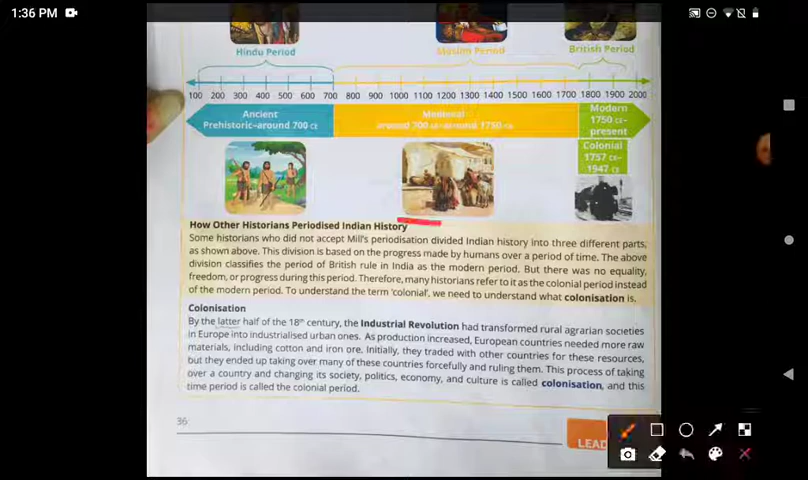 1:36 PM
Hindu Period
Muslim Period
British Period
100 200 300 400 500 600 700 800 900 1000 1100 1200 1300 1400 1500 1600 1700 1800 1900 2000
Ancient
Prehistoric–around 700 CE
Medieval
around 700 CE–around 1750 CE
Modern
1750 CE–
present
Colonial
1757 CE–
1947 CE
How Other Historians Periodised Indian History
Some historians who did not accept Mill's periodisation divided Indian history into three different parts,
as shown above. This division is based on the progress made by humans over a period of time. The above
division classifies the period of British rule in India as the modern period. But there was no equality,
freedom, or progress during this period. Therefore, many historians refer to it as the colonial period instead
of the modern period. To understand the term 'colonial', we need to understand what colonisation is.
Colonisation
By the latter half of the 18th century, the Industrial Revolution had transformed rural agrarian societies
in Europe into industrialised urban ones. As production increased, European countries needed more raw
materials, including cotton and iron ore. Initially, they traded with other countries for these resources,
but they ended up taking over many of these countries forcefully and ruling them. This process of taking
over a country and changing its society, politics, economy, and culture is called colonisation, and this
time period is called the colonial period.
36
LEAD